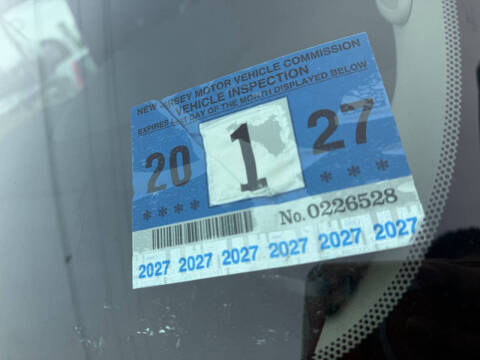 NEW JERSEY MOTOR VEHICLE COMMISSION
VEHICLE INSPECTION
EXPIRES LAST DAY OF THE MONTH DISPLAYED BELOW
20 1 27
**** ****
No. 0226528
2027 2027 2027 2027 2027 2027